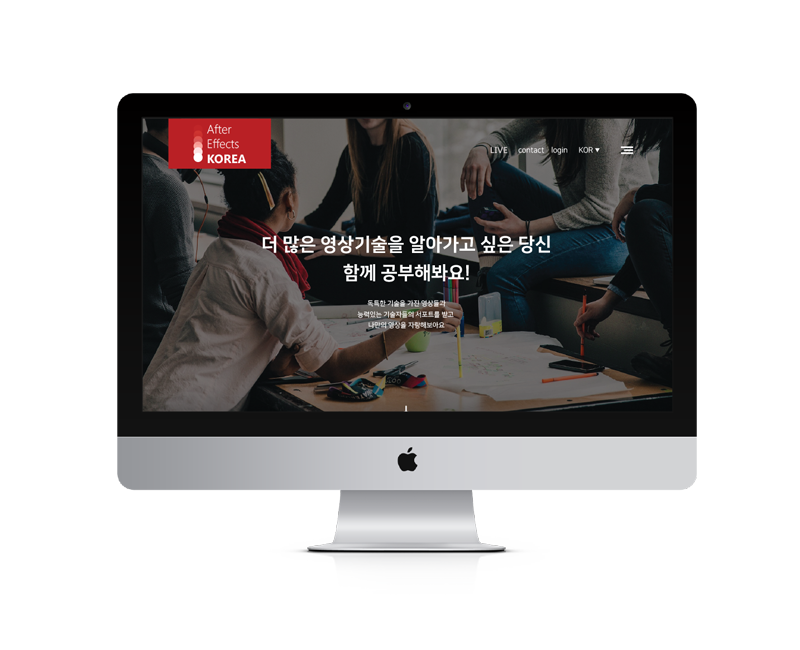 After
Effects
KOREA
LIVE contact login KOR ▼
더 많은 영상기술을 알아가고 싶은 당신
함께 공부해봐요!
독특한 기술을 가진 영상들과
능력있는 기술자들의 서포트를 받고
나만의 영상을 자랑해보아요